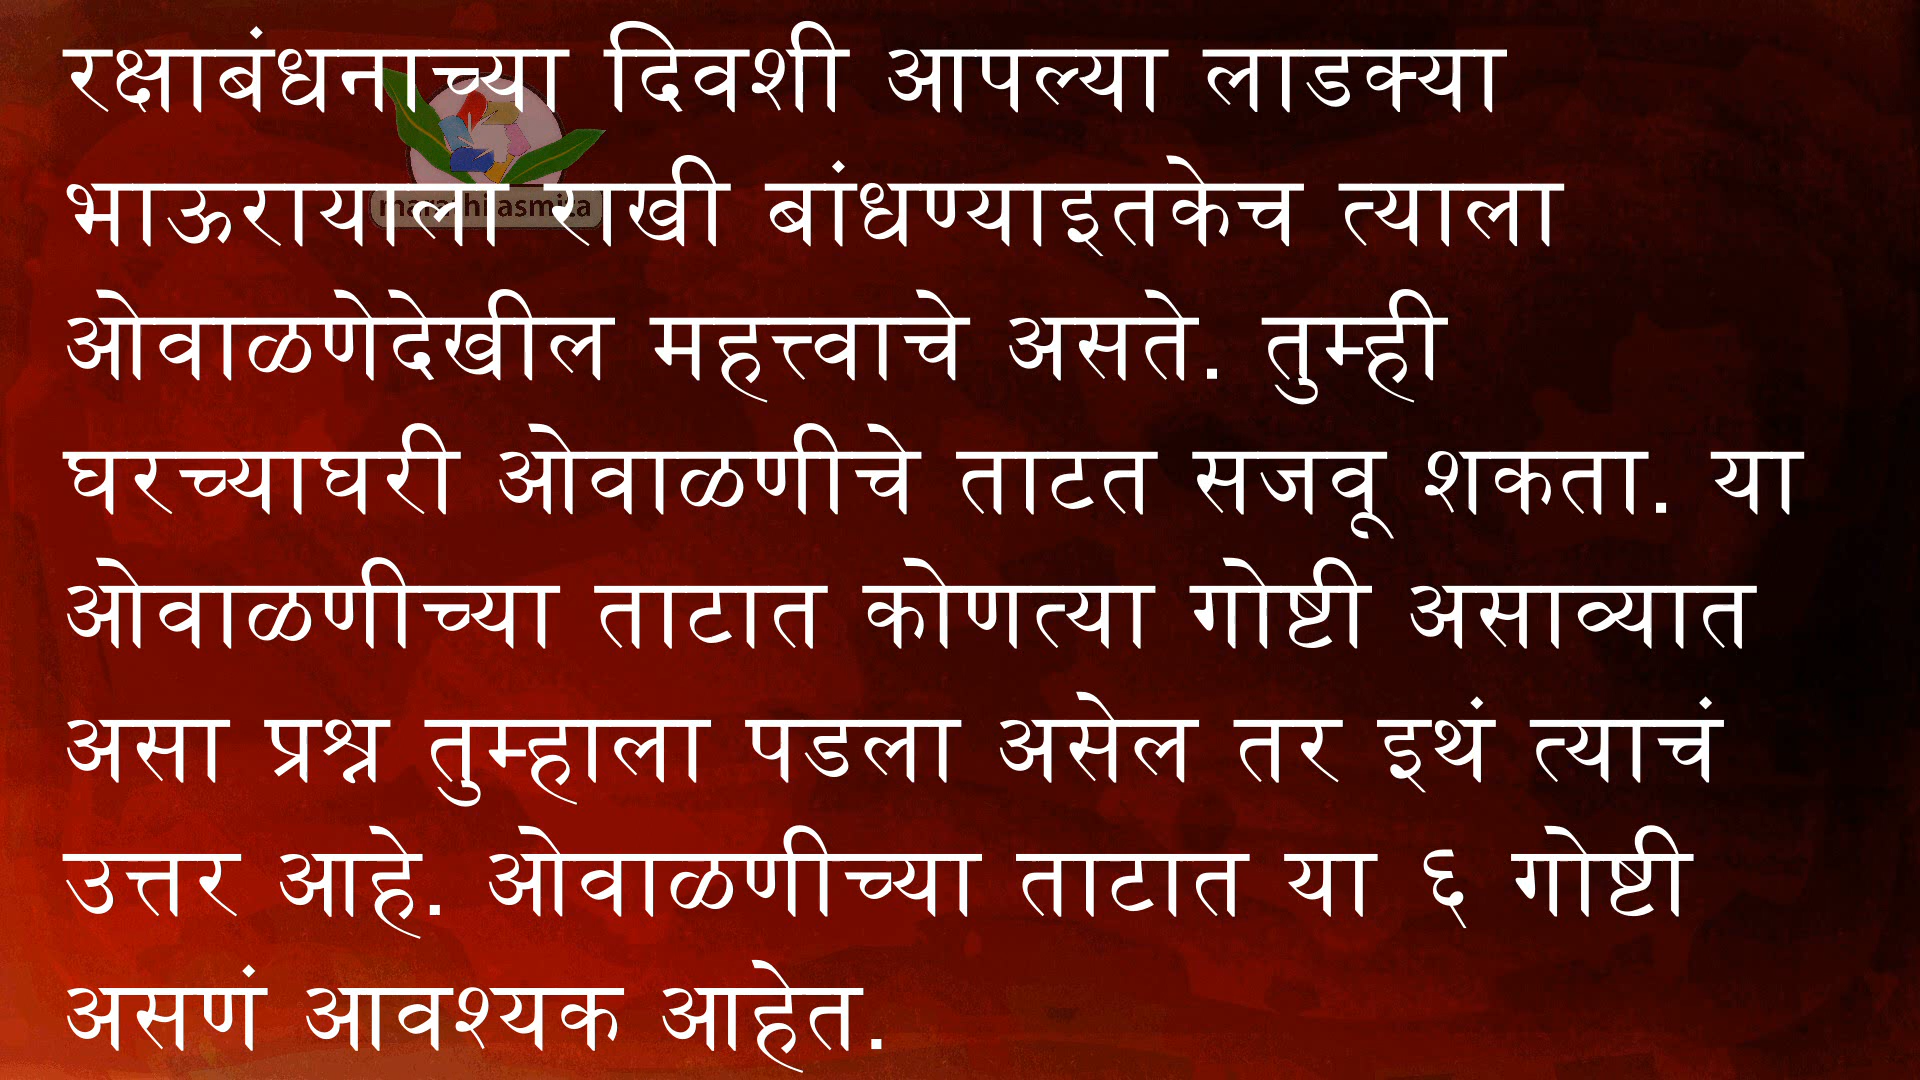 रक्षाबंधनाच्या दिवशी आपल्या लाडक्या
भाऊरायाला राखी बांधण्याइतकेच त्याला
marathi asmita
ओवाळणेदेखील महत्त्वाचे असते. तुम्ही
घरच्याघरी ओवाळणीचे ताटत सजवू शकता. या
ओवाळणीच्या ताटात कोणत्या गोष्टी असाव्यात
असा प्रश्न तुम्हाला पडला असेल तर इथं त्याचं
उत्तर आहे. ओवाळणीच्या ताटात या ६ गोष्टी
असणं आवश्यक आहेत.